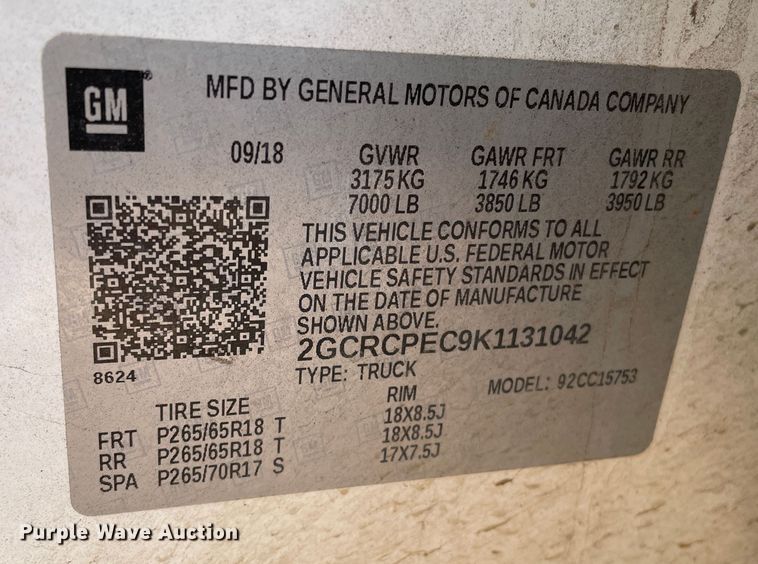 GM
MFD BY GENERAL MOTORS OF CANADA COMPANY
09/18 GVWR GAWR FRT GAWR RR
3175 KG 1746 KG 1792 KG
7000 LB 3850 LB 3950 LB
THIS VEHICLE CONFORMS TO ALL
APPLICABLE U.S. FEDERAL MOTOR
VEHICLE SAFETY STANDARDS IN EFFECT
ON THE DATE OF MANUFACTURE
SHOWN ABOVE.
2GCRCPEC9K1131042
8624
TYPE: TRUCK MODEL: 92CC15753
TIRE SIZE RIM
FRT P265/65R18 T 18X8.5J
RR P265/65R18 T 18X8.5J
SPA P265/70R17 S 17X7.5J
Purple Wave Auction